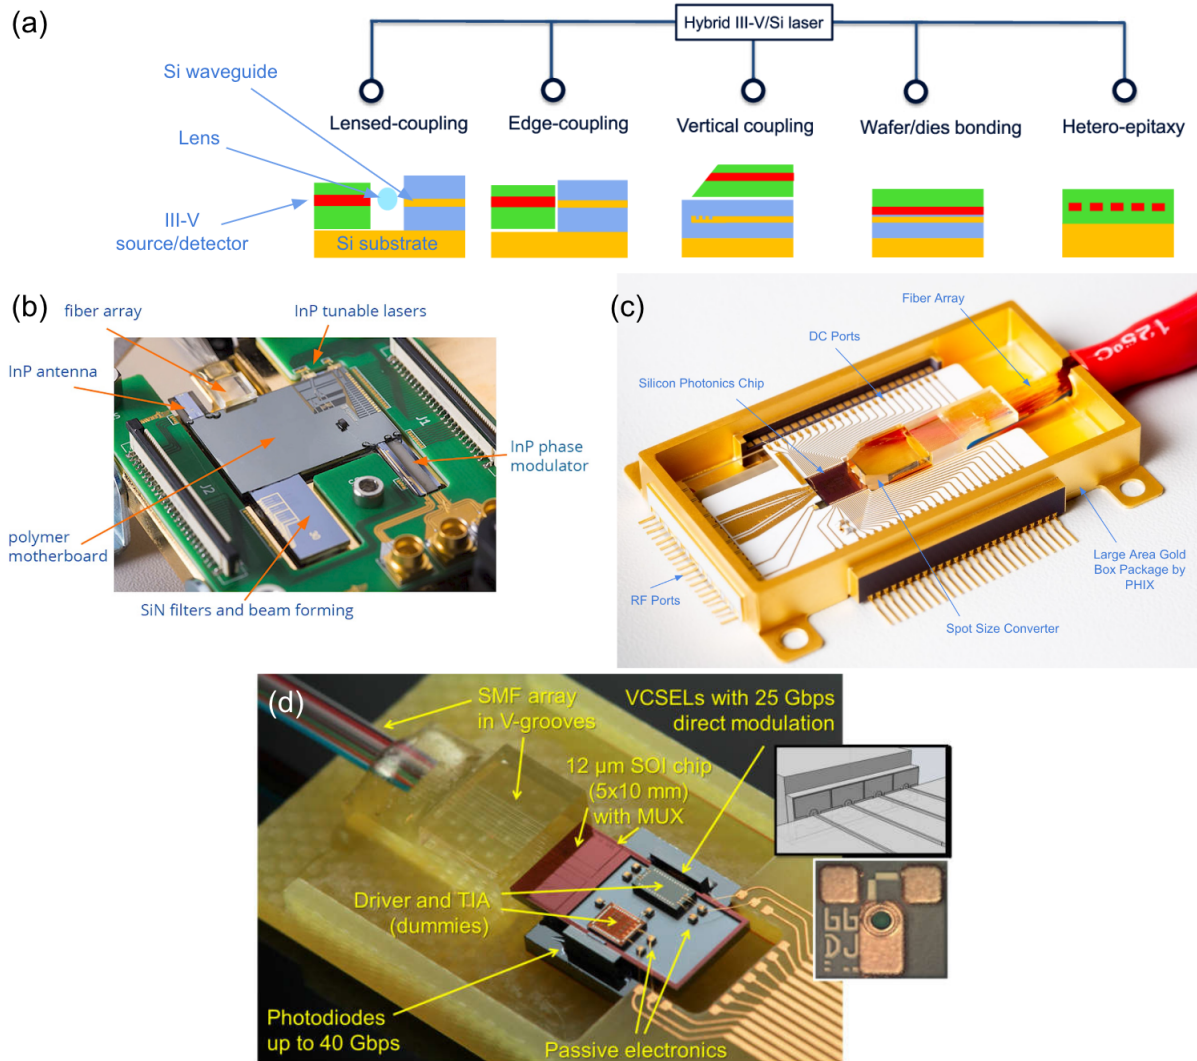 (a)
Hybrid III-V/Si laser
Si waveguide
Lens
III-V
source/detector
Lensed-coupling
Edge-coupling
Vertical coupling
Wafer/dies bonding
Hetero-epitaxy
Si substrate
(b)
fiber array
InP tunable lasers
InP antenna
InP phase
modulator
polymer
motherboard
SiN filters and beam forming
J1
J2
(c)
Fiber Array
DC Ports
Silicon Photonics Chip
125°C
RF Ports
Large Area Gold
Box Package by
PHIX
Spot Size Converter
(d)
SMF array
in V-grooves
VCSELs with 25 Gbps
direct modulation
12 µm SOI chip
(5x10 mm)
with MUX
Driver and TIA
(dummies)
Photodiodes
up to 40 Gbps
Passive electronics
DJ